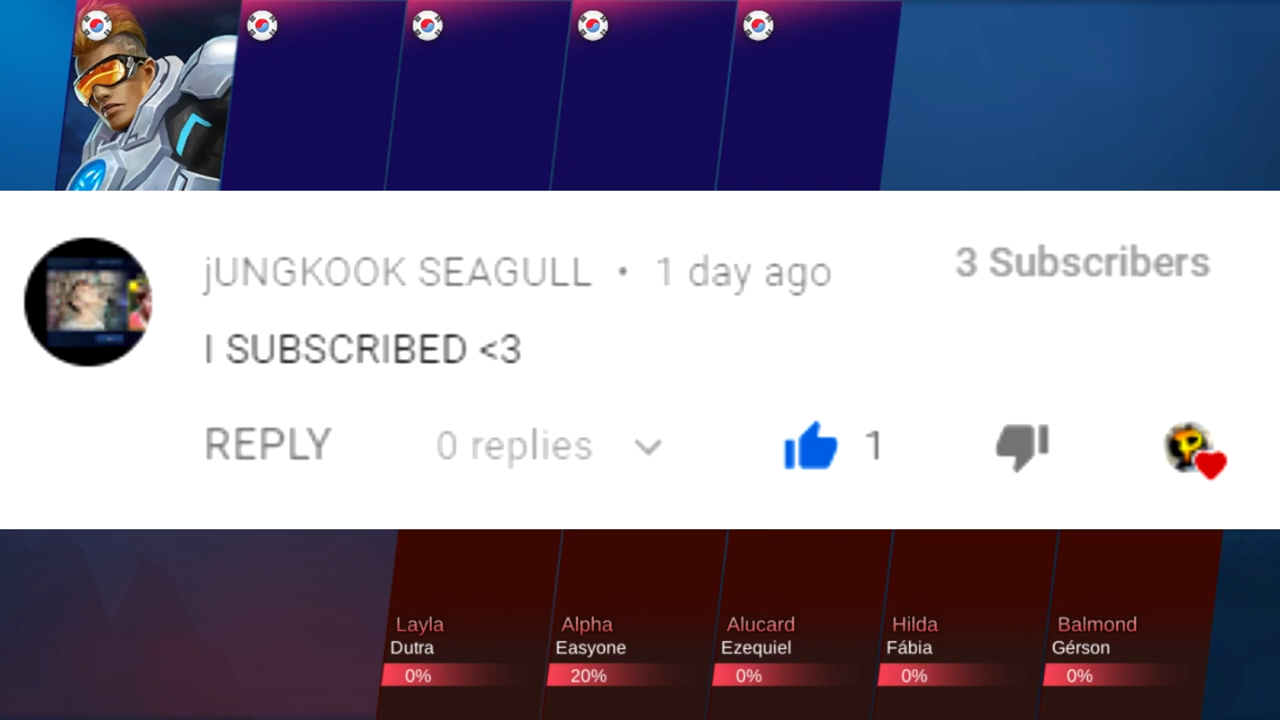 jUNGKOOK SEAGULL • 1 day ago 3 Subscribers
I SUBSCRIBED <3
REPLY 0 replies 1
Layla Alpha Alucard Hilda Balmond
Dutra Easyone Ezequiel Fábia Gérson
0% 20% 0% 0% 0%